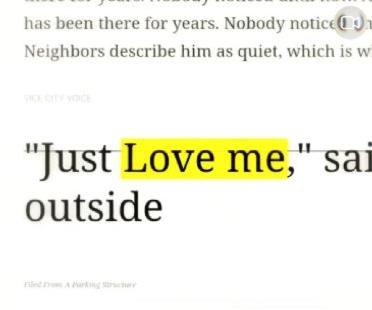 has been there for years. Nobody notice
Neighbors describe him as quiet, which is w
VICE CITY VOICE
"Just Love me," sai
outside
Filed From A Parking Structure